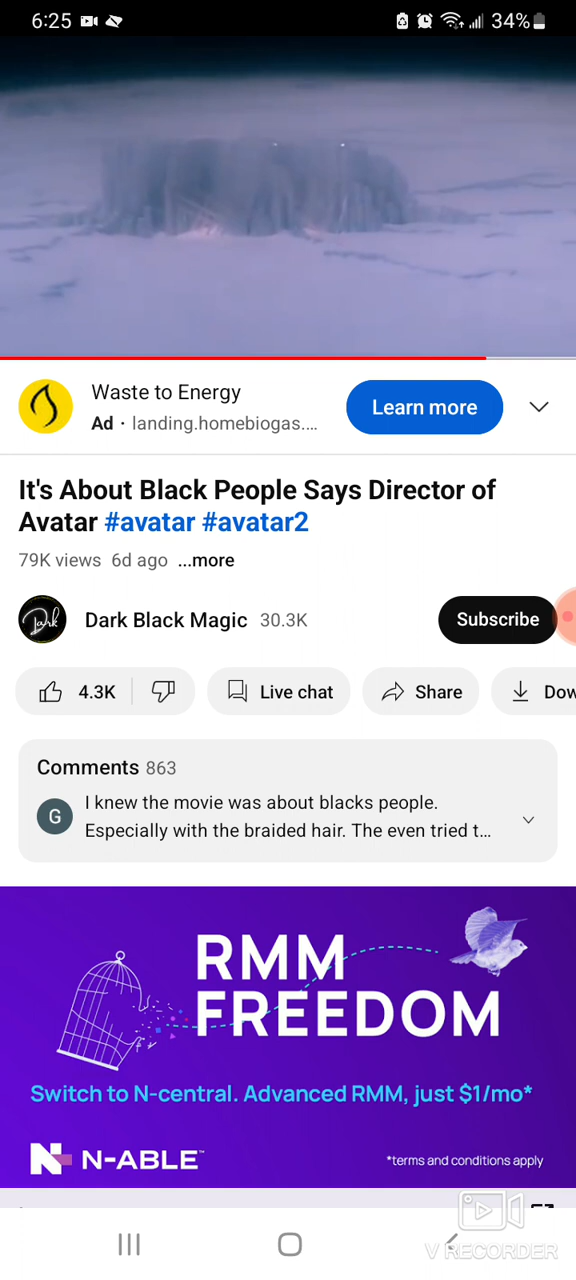 6:25
34%
Waste to Energy
Ad · landing.homebiogas....
Learn more
It's About Black People Says Director of
Avatar #avatar #avatar2
79K views 6d ago ...more
Dark
Dark Black Magic 30.3K
Subscribe
4.3K
Live chat
Share
Dow
Comments 863
G
I knew the movie was about blacks people.
Especially with the braided hair. The even tried t...
RMM
FREEDOM
Switch to N-central. Advanced RMM, just $1/mo*
N N-ABLE™
*terms and conditions apply
V RECORDER